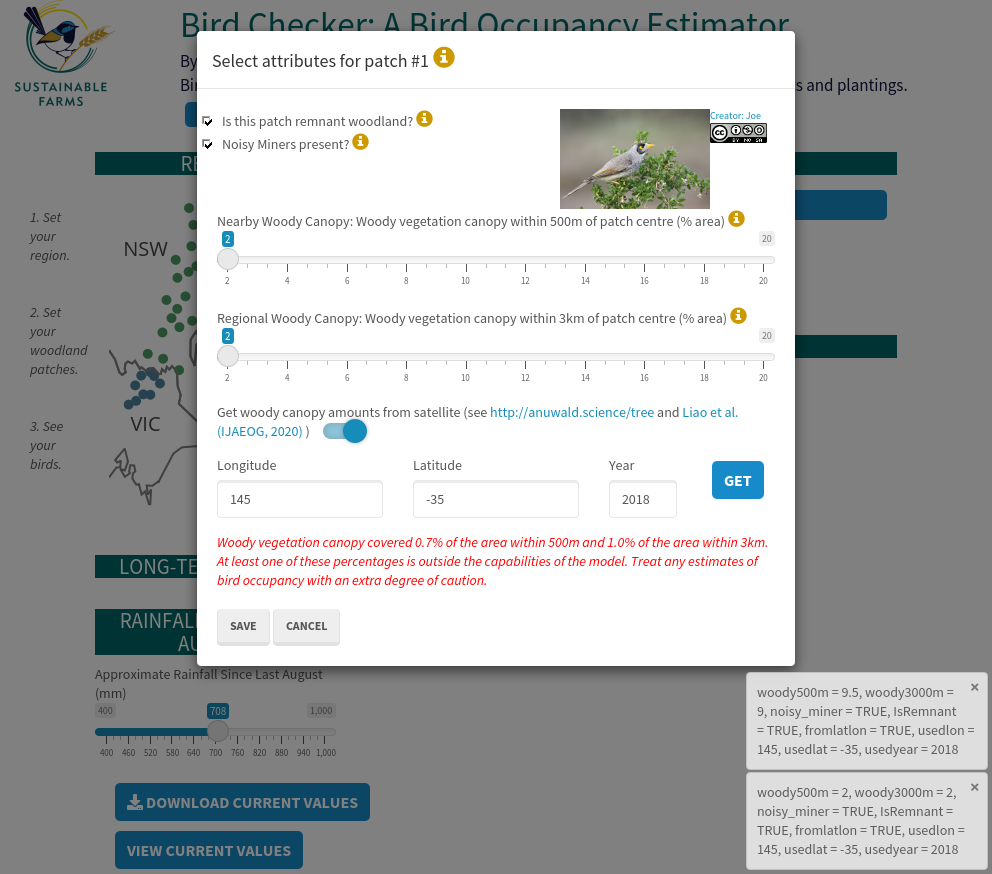 Bird Checker: A Bird Occupancy Estimator
SUSTAINABLE
FARMS
By
Bir
s and plantings.
RE
1. Set
your
region.
2. Set
your
woodland
patches.
3. See
your
birds.
NSW
VIC
LONG-TE
RAINFAL
AU
Approximate Rainfall Since Last August
(mm)
400 708 1,000
400 460 520 580 640 700 760 820 880 940 1,000
DOWNLOAD CURRENT VALUES
VIEW CURRENT VALUES
Select attributes for patch #1
Is this patch remnant woodland?
Noisy Miners present?
Creator: Joe
CC BY NC SA
Nearby Woody Canopy: Woody vegetation canopy within 500m of patch centre (% area)
2 20
2 4 6 8 10 12 14 16 18 20
Regional Woody Canopy: Woody vegetation canopy within 3km of patch centre (% area)
2 20
2 4 6 8 10 12 14 16 18 20
Get woody canopy amounts from satellite (see http://anuwald.science/tree and Liao et al.
(IJAEOG, 2020) )
Longitude Latitude Year
145 -35 2018 GET
Woody vegetation canopy covered 0.7% of the area within 500m and 1.0% of the area within 3km.
At least one of these percentages is outside the capabilities of the model. Treat any estimates of
bird occupancy with an extra degree of caution.
SAVE CANCEL
woody500m = 9.5, woody3000m = ×
9, noisy_miner = TRUE, IsRemnant
= TRUE, fromlatlon = TRUE, usedlon =
145, usedlat = -35, usedyear = 2018
woody500m = 2, woody3000m = 2, ×
noisy_miner = TRUE, IsRemnant =
TRUE, fromlatlon = TRUE, usedlon =
145, usedlat = -35, usedyear = 2018